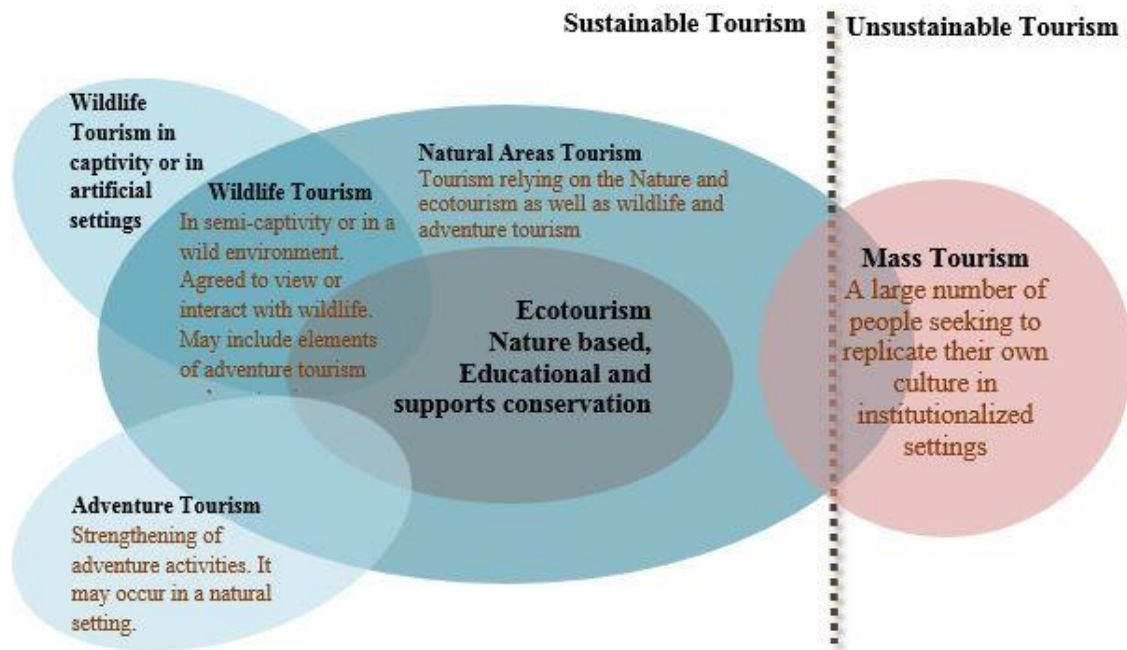 Sustainable Tourism
Unsustainable Tourism
Wildlife
Tourism in
captivity or in
artificial
settings
Wildlife Tourism
In semi-captivity or in a
wild environment.
Agreed to view or
interact with wildlife.
May include elements
of adventure tourism
Natural Areas Tourism
Tourism relying on the Nature and
ecotourism as well as wildlife and
adventure tourism
Ecotourism
Nature based,
Educational and
supports conservation
Mass Tourism
A large number of
people seeking to
replicate their own
culture in
institutionalized
settings
Adventure Tourism
Strengthening of
adventure activities. It
may occur in a natural
setting.